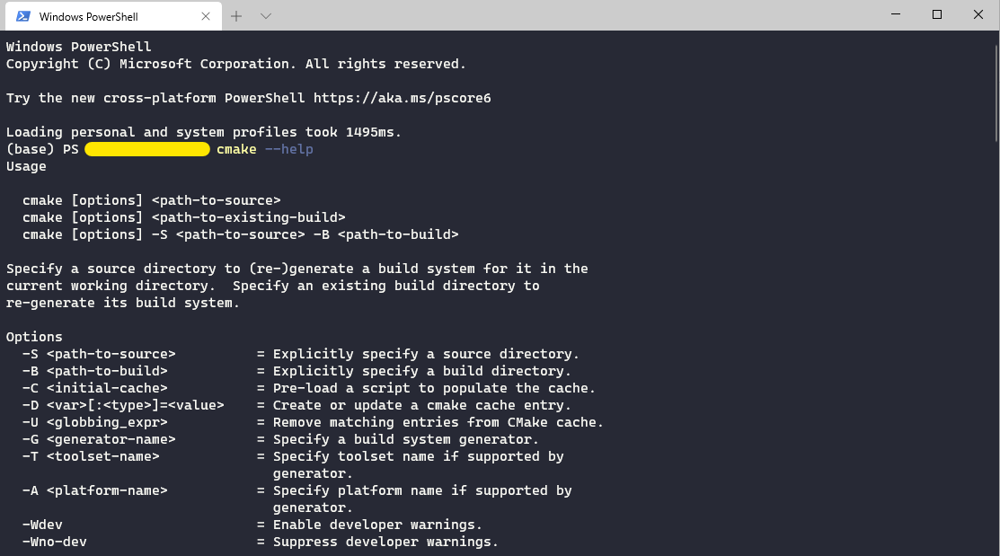 Windows PowerShell
Windows PowerShell
Copyright (C) Microsoft Corporation. All rights reserved.
Try the new cross-platform PowerShell https://aka.ms/pscore6
Loading personal and system profiles took 1495ms.
(base) PS cmake --help
Usage
cmake [options] <path-to-source>
cmake [options] <path-to-existing-build>
cmake [options] -S <path-to-source> -B <path-to-build>
Specify a source directory to (re-)generate a build system for it in the
current working directory.  Specify an existing build directory to
re-generate its build system.
Options
-S <path-to-source>          = Explicitly specify a source directory.
-B <path-to-build>           = Explicitly specify a build directory.
-C <initial-cache>           = Pre-load a script to populate the cache.
-D <var>[:<type>]=<value>    = Create or update a cmake cache entry.
-U <globbing_expr>           = Remove matching entries from CMake cache.
-G <generator-name>          = Specify a build system generator.
-T <toolset-name>            = Specify toolset name if supported by
generator.
-A <platform-name>           = Specify platform name if supported by
generator.
-Wdev                        = Enable developer warnings.
-Wno-dev                     = Suppress developer warnings.